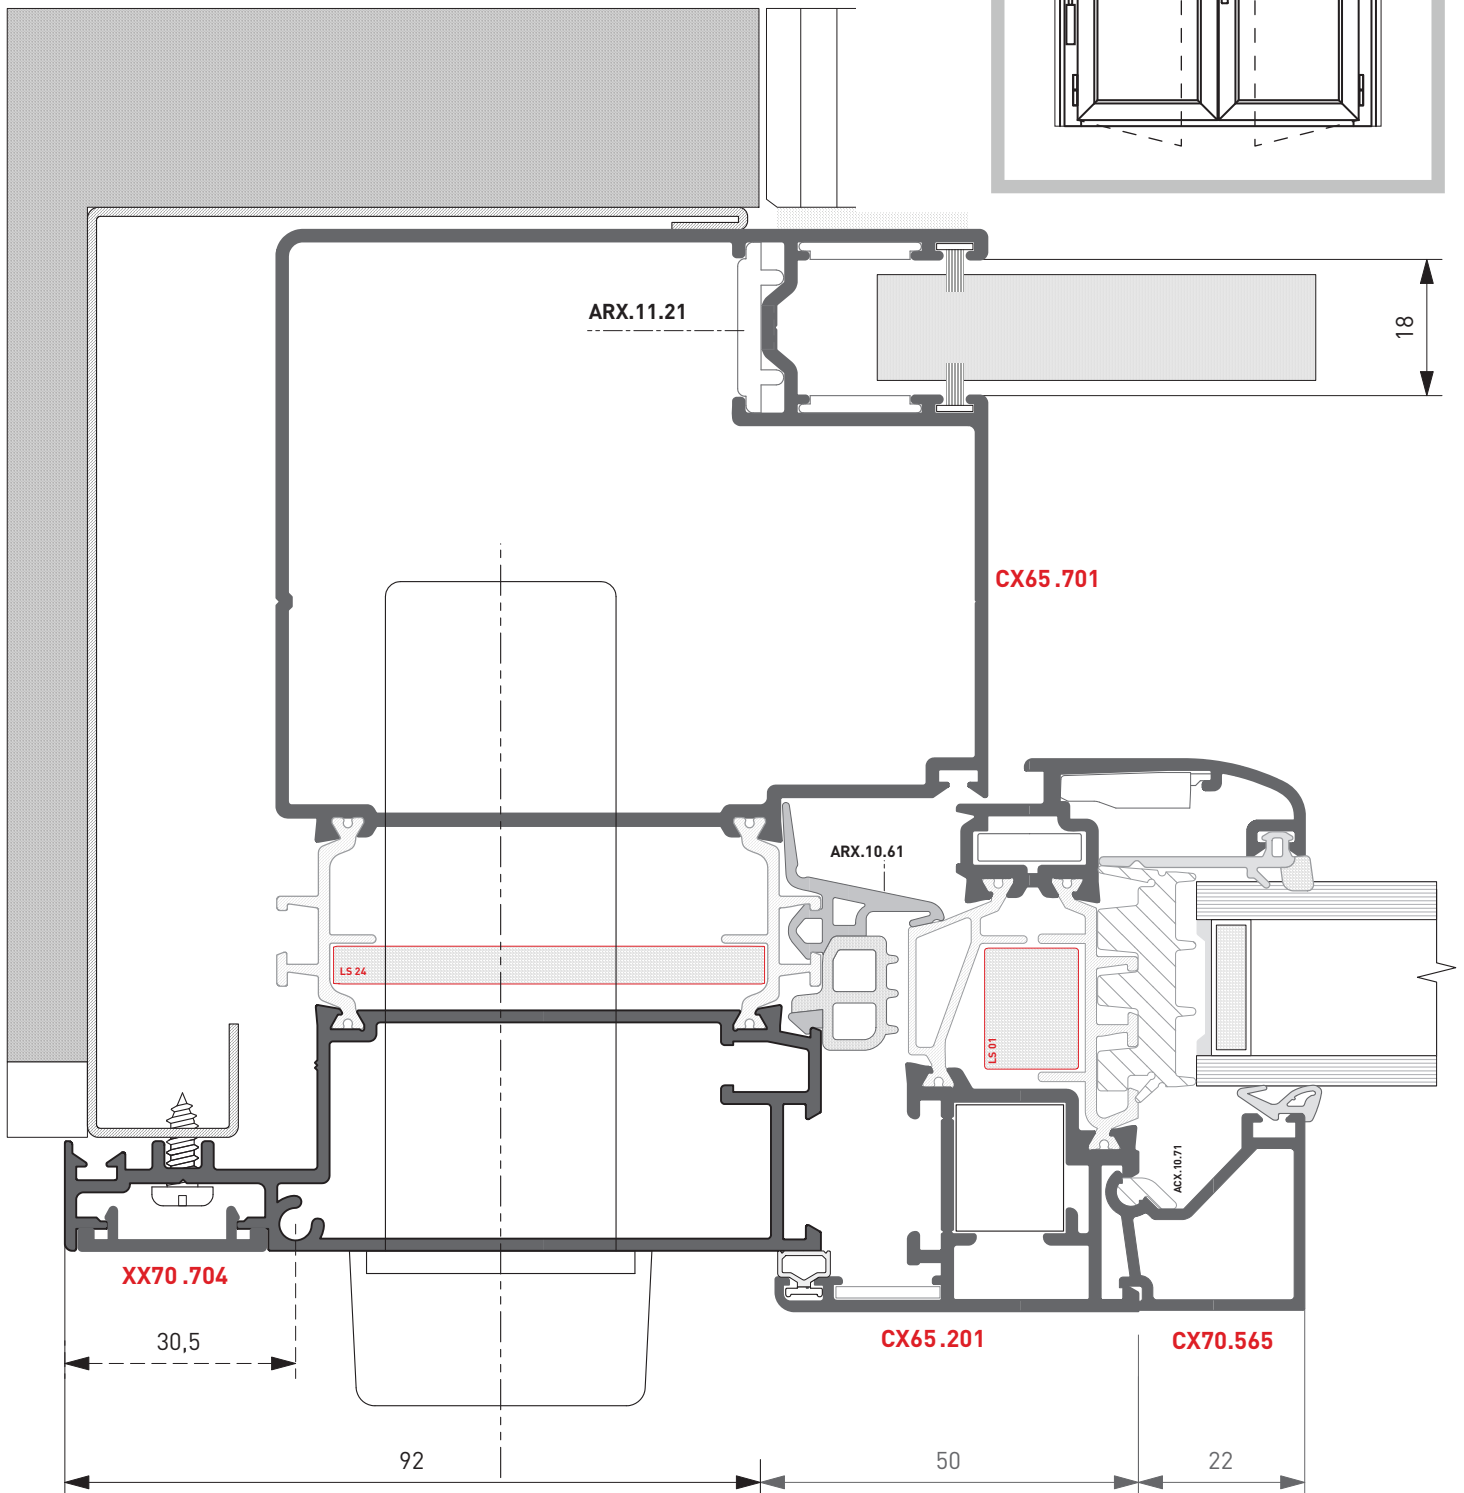 ARX.11.21
18
CX65.701
ARX.10.61
LS 24
LS 01
ACX.10.71
XX70.704
30,5
CX65.201
CX70.565
92
50
22